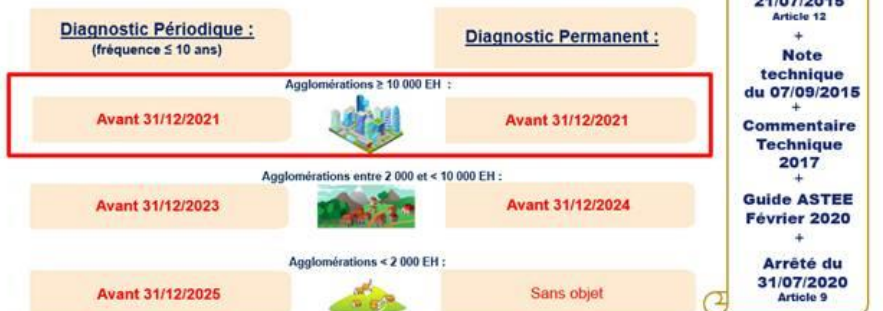 Diagnostic Périodique :
(fréquence ≤ 10 ans)
Diagnostic Permanent :
Agglomérations ≥ 10 000 EH :
Avant 31/12/2021
Avant 31/12/2021
Agglomérations entre 2 000 et < 10 000 EH :
Avant 31/12/2023
Avant 31/12/2024
Agglomérations < 2 000 EH :
Avant 31/12/2025
Sans objet
21/07/2015
Article 12
+
Note
technique
du 07/09/2015
+
Commentaire
Technique
2017
+
Guide ASTEE
Février 2020
+
Arrêté du
31/07/2020
Article 9